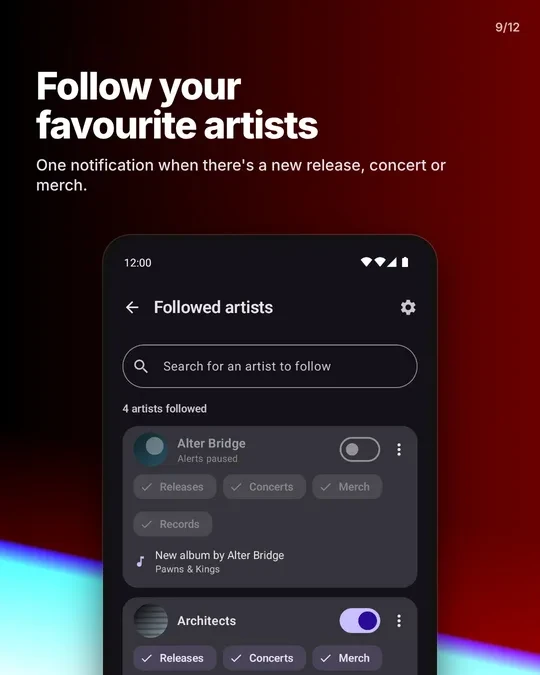 9/12
Follow your
favourite artists
One notification when there's a new release, concert or
merch.
12:00
Followed artists
Search for an artist to follow
4 artists followed
Alter Bridge
Alerts paused
Releases Concerts Merch
Records
New album by Alter Bridge
Pawns & Kings
Architects
Releases Concerts Merch